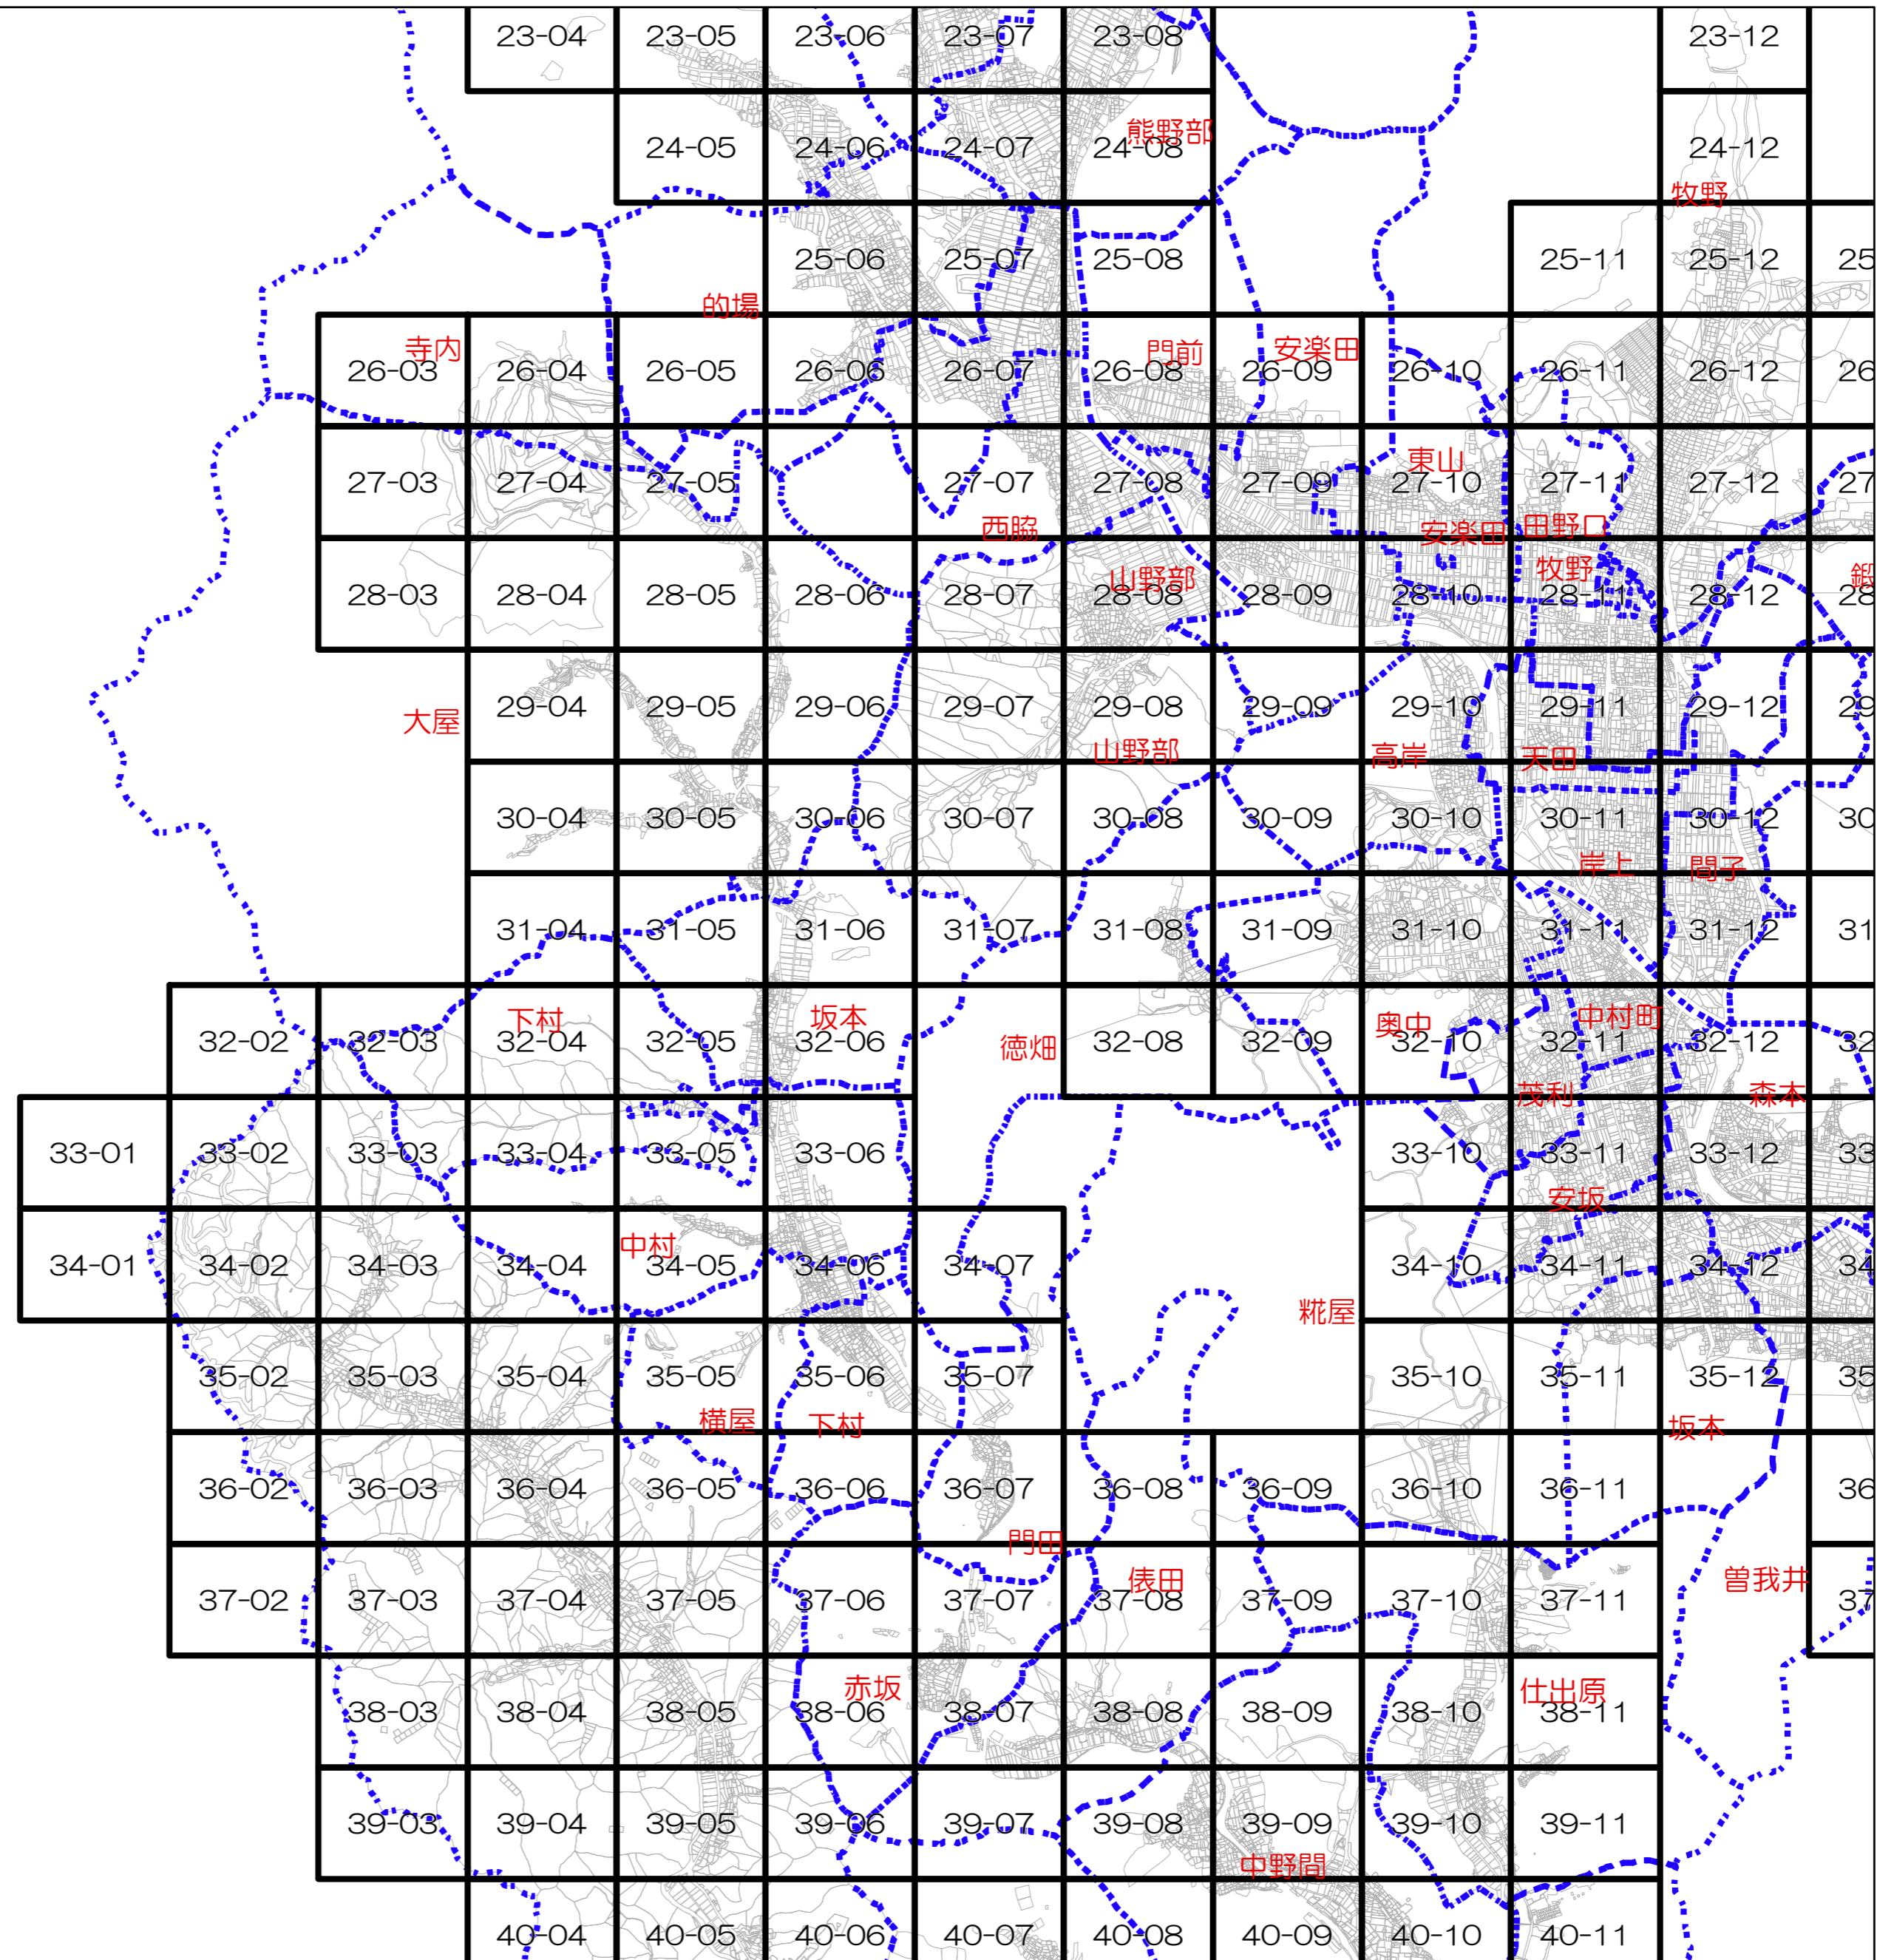 23-04 23-05 23-06 23-07 23-08 23-12
熊野部
24-05 24-06 24-07 24-08 24-12
牧野
25-06 25-07 25-08 25-11 25-12 25
的場
寺内 門前 安楽田
26-03 26-04 26-05 26-06 26-07 26-08 26-09 26-10 26-11 26-12 26
東山
27-03 27-04 27-05 27-07 27-08 27-09 27-10 27-11 27-12 27
西脇 安楽田 田野口
山野部 牧野 鍛
28-03 28-04 28-05 28-06 28-07 28-08 28-09 28-10 28-11 28-12 28
29-04 29-05 29-06 29-07 29-08 29-09 29-10 29-11 29-12 29
大屋 山野部 高岸 天田
30-04 30-05 30-06 30-07 30-08 30-09 30-10 30-11 30-12 30
岸上 間子
31-04 31-05 31-06 31-07 31-08 31-09 31-10 31-11 31-12 31
下村 坂本 奥中 中村町
32-02 32-03 32-04 32-05 32-06 徳畑 32-08 32-09 32-10 32-11 32-12 32
茂利 森本
33-01 33-02 33-03 33-04 33-05 33-06 33-10 33-11 33-12 33
安坂
中村
34-01 34-02 34-03 34-04 34-05 34-06 34-07 34-10 34-11 34-12 34
糀屋
35-02 35-03 35-04 35-05 35-06 35-07 35-10 35-11 35-12 35
横屋 下村 坂本
36-02 36-03 36-04 36-05 36-06 36-07 36-08 36-09 36-10 36-11 36
門田
俵田 曽我井
37-02 37-03 37-04 37-05 37-06 37-07 37-08 37-09 37-10 37-11 37
赤坂 仕出原
38-03 38-04 38-05 38-06 38-07 38-08 38-09 38-10 38-11
39-03 39-04 39-05 39-06 39-07 39-08 39-09 39-10 39-11
中野間
40-04 40-05 40-06 40-07 40-08 40-09 40-10 40-11